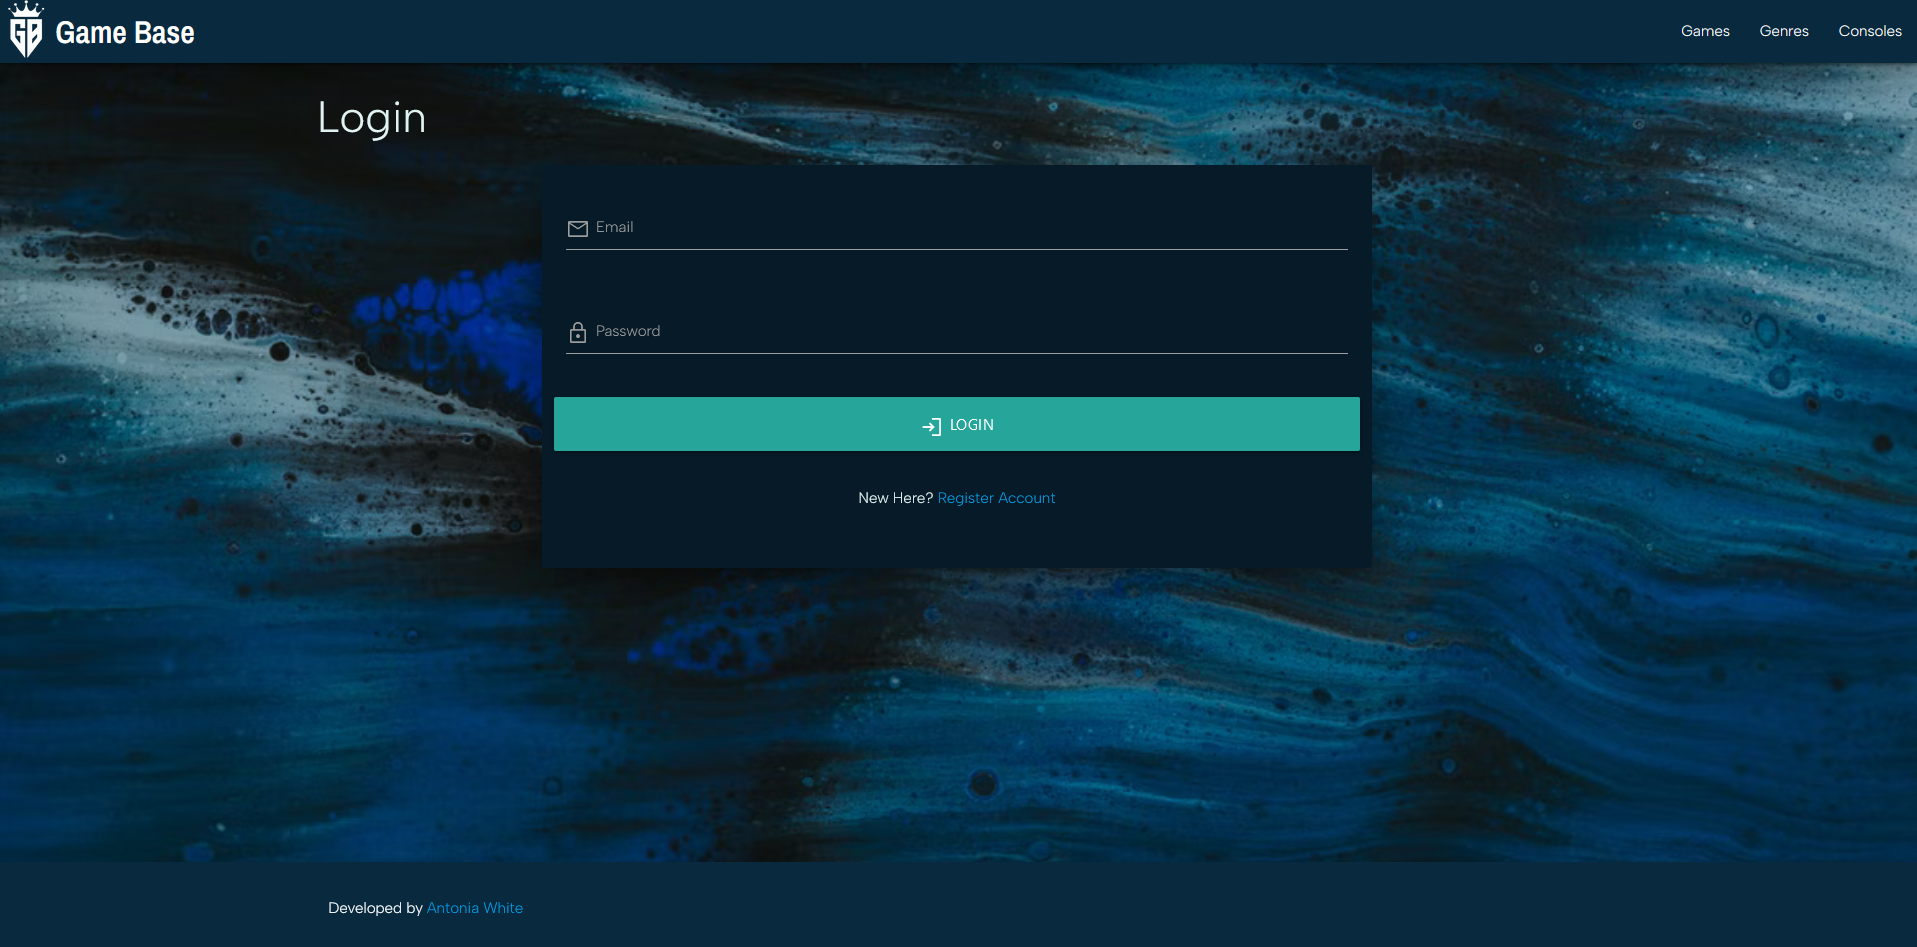 GB Game Base
Games Genres Consoles
Login
Email
Password
LOGIN
New Here? Register Account
Developed by Antonia White